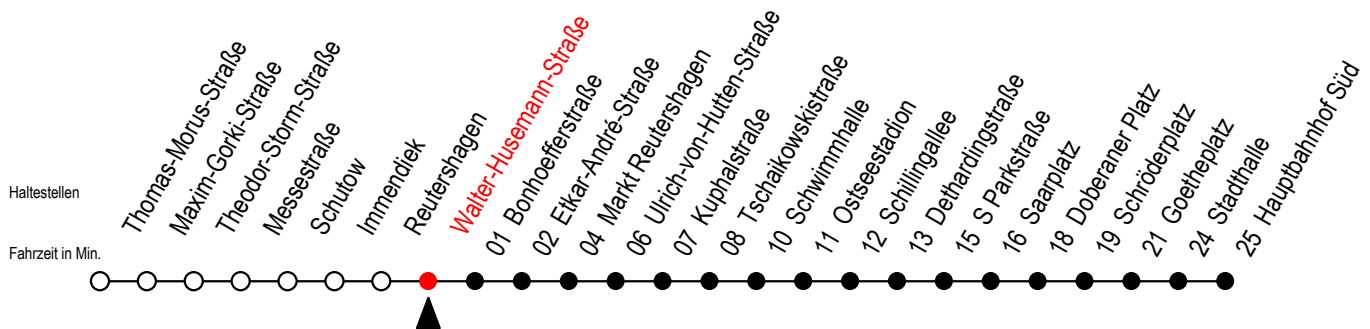 Haltestellen
Fahrzeit in Min.
Thomas-Morus-Straße
Maxim-Gorki-Straße
Theodor-Storm-Straße
Messestraße
Schutow
Immendiek
Reutershagen
Walter-Husemann-Straße
01 Bonhoefferstraße
02 Etkar-André-Straße
04 Markt Reutershagen
06 Ulrich-von-Hutten-Straße
07 Kuphalstraße
08 Tschaikowskistraße
10 Schwimmhalle
11 Ostseestadion
12 Schillingallee
13 Dethardingstraße
15 S Parkstraße
16 Saarplatz
18 Doberaner Platz
19 Schröderplatz
21 Goetheplatz
24 Stadthalle
25 Hauptbahnhof Süd